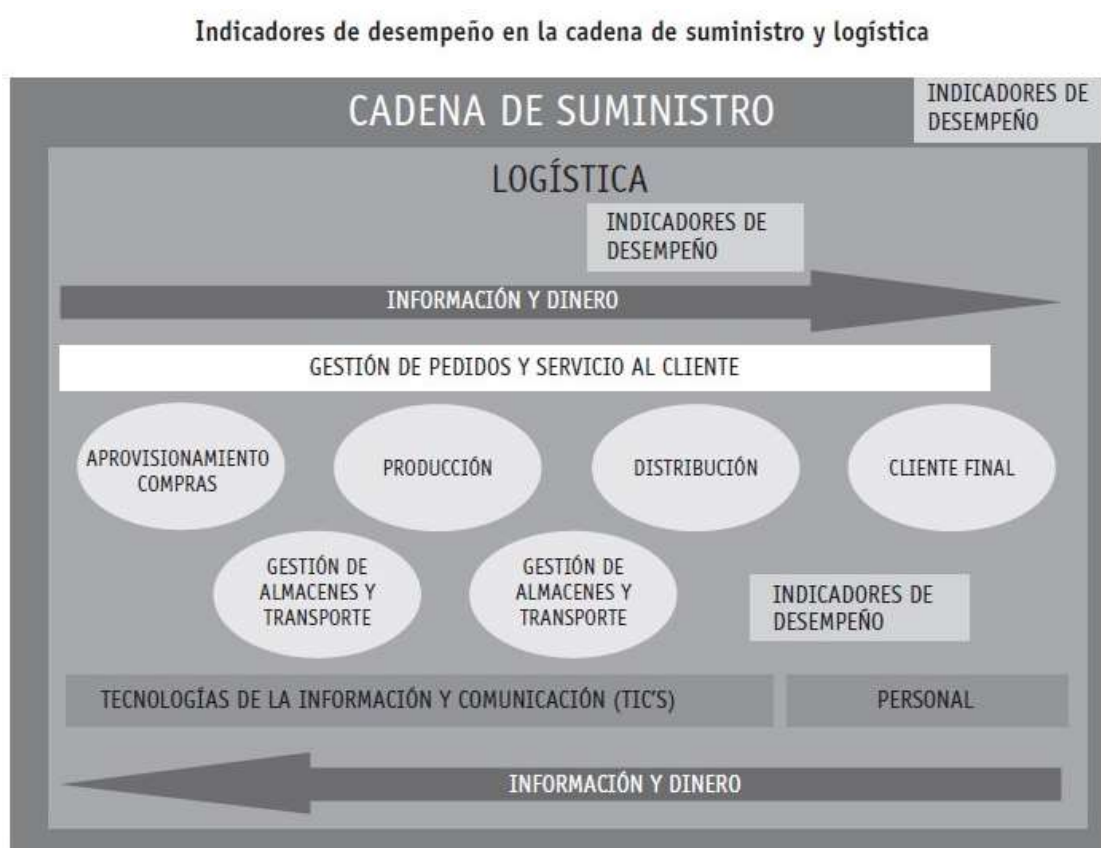 Indicadores de desempeño en la cadena de suministro y logística
CADENA DE SUMINISTRO
INDICADORES DE
DESEMPEÑO
LOGÍSTICA
INDICADORES DE
DESEMPEÑO
INFORMACIÓN Y DINERO
GESTIÓN DE PEDIDOS Y SERVICIO AL CLIENTE
APROVISIONAMIENTO
COMPRAS
PRODUCCIÓN
DISTRIBUCIÓN
CLIENTE FINAL
GESTIÓN DE
ALMACENES Y
TRANSPORTE
GESTIÓN DE
ALMACENES Y
TRANSPORTE
INDICADORES DE
DESEMPEÑO
TECNOLOGÍAS DE LA INFORMACIÓN Y COMUNICACIÓN (TIC'S)
PERSONAL
INFORMACIÓN Y DINERO